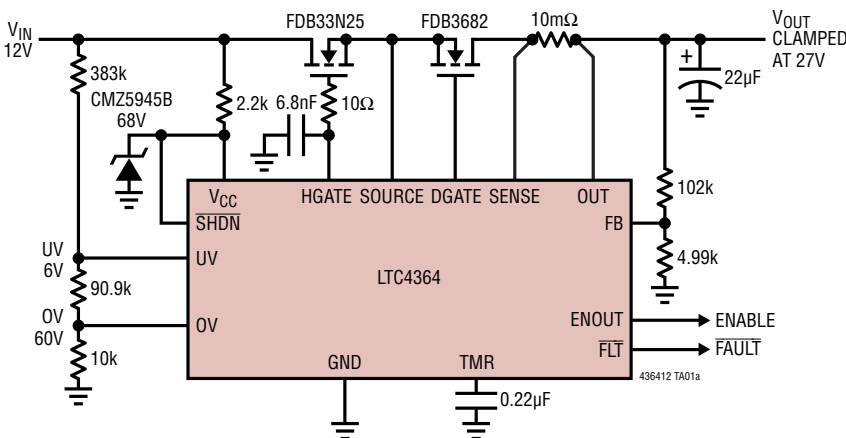 VIN
12V
383k
CMZ5945B
68V
2.2k
6.8nF
FDB33N25
10Ω
FDB3682
10mΩ
VOUT
CLAMPED
AT 27V
+
22µF
VCC
HGATE
SOURCE
DGATE
SENSE
OUT
SHDN
FB
102k
4.99k
UV
6V
UV
90.9k
LTC4364
OV
60V
OV
10k
ENOUT
ENABLE
FLT
FAULT
GND
TMR
0.22µF
436412 TA01a